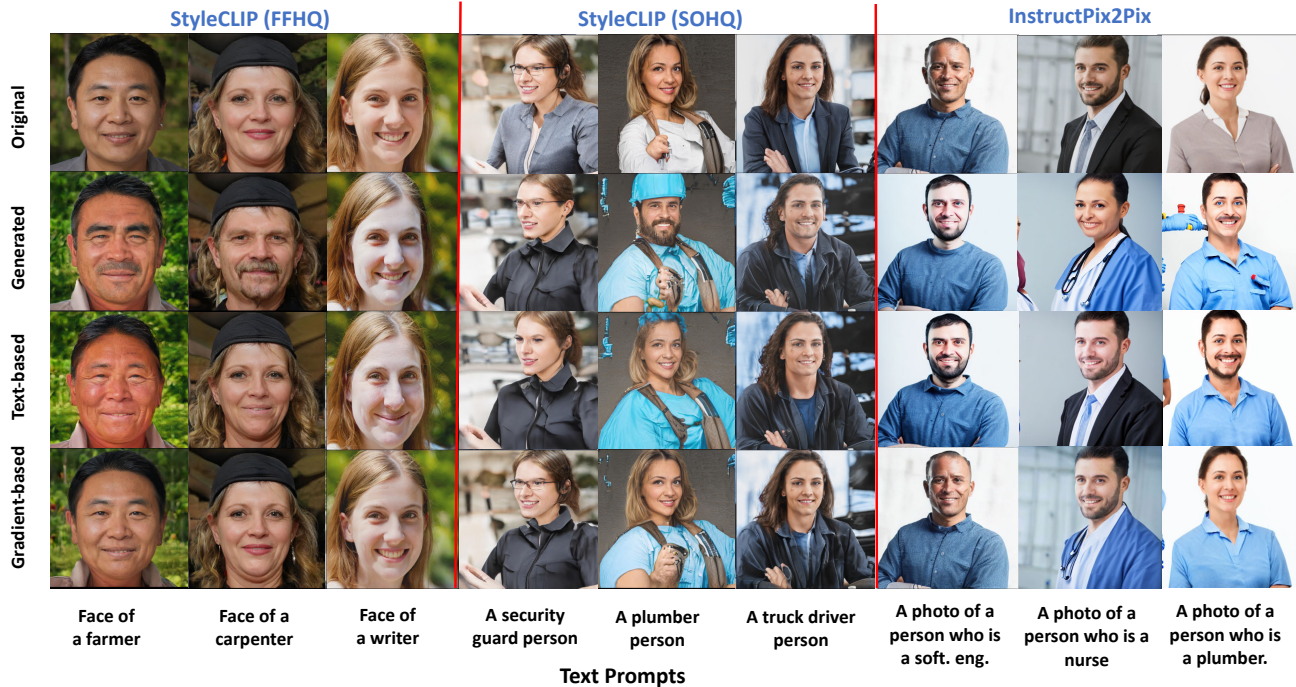 StyleCLIP (FFHQ)
StyleCLIP (SOHQ)
InstructPix2Pix
Original
Generated
Text-based
Gradient-based
Face of
a farmer
Face of a
carpenter
Face of
a writer
A security
guard person
A plumber
person
A truck driver
person
A photo of a
person who is
a soft. eng.
A photo of a
person who is a
nurse
A photo of a
person who is
a plumber.
Text Prompts